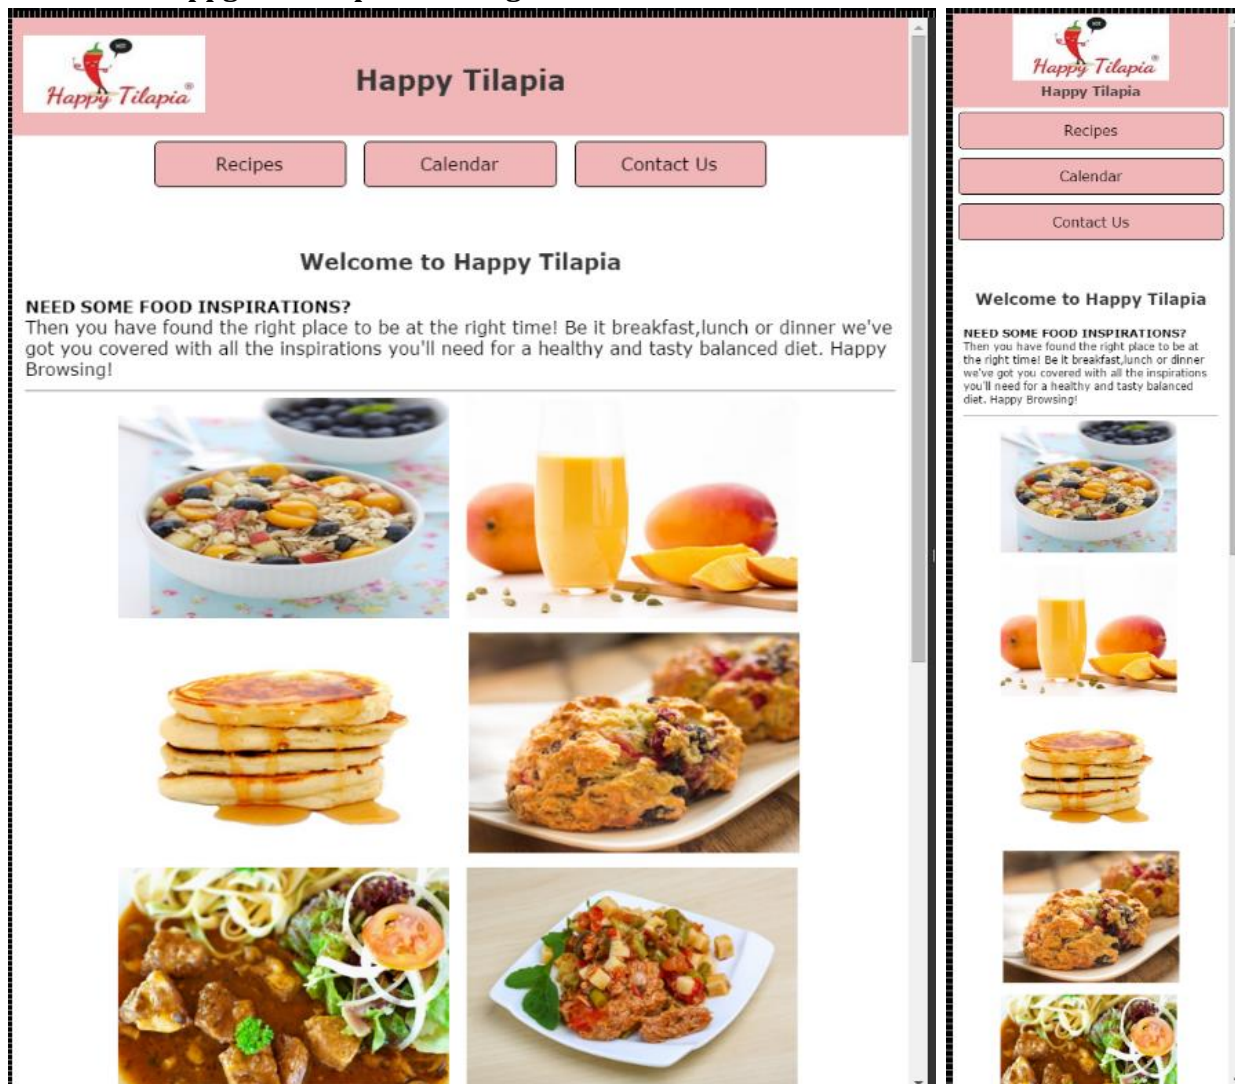 HOT
Happy Tilapia®
Happy Tilapia
Recipes
Calendar
Contact Us
Welcome to Happy Tilapia
NEED SOME FOOD INSPIRATIONS?
Then you have found the right place to be at the right time! Be it breakfast,lunch or dinner we've
got you covered with all the inspirations you'll need for a healthy and tasty balanced diet. Happy
Browsing!
Happy Tilapia®
Happy Tilapia
Recipes
Calendar
Contact Us
Welcome to Happy Tilapia
NEED SOME FOOD INSPIRATIONS?
Then you have found the right place to be at
the right time! Be it breakfast,lunch or dinner
we've got you covered with all the inspirations
you'll need for a healthy and tasty balanced
diet. Happy Browsing!